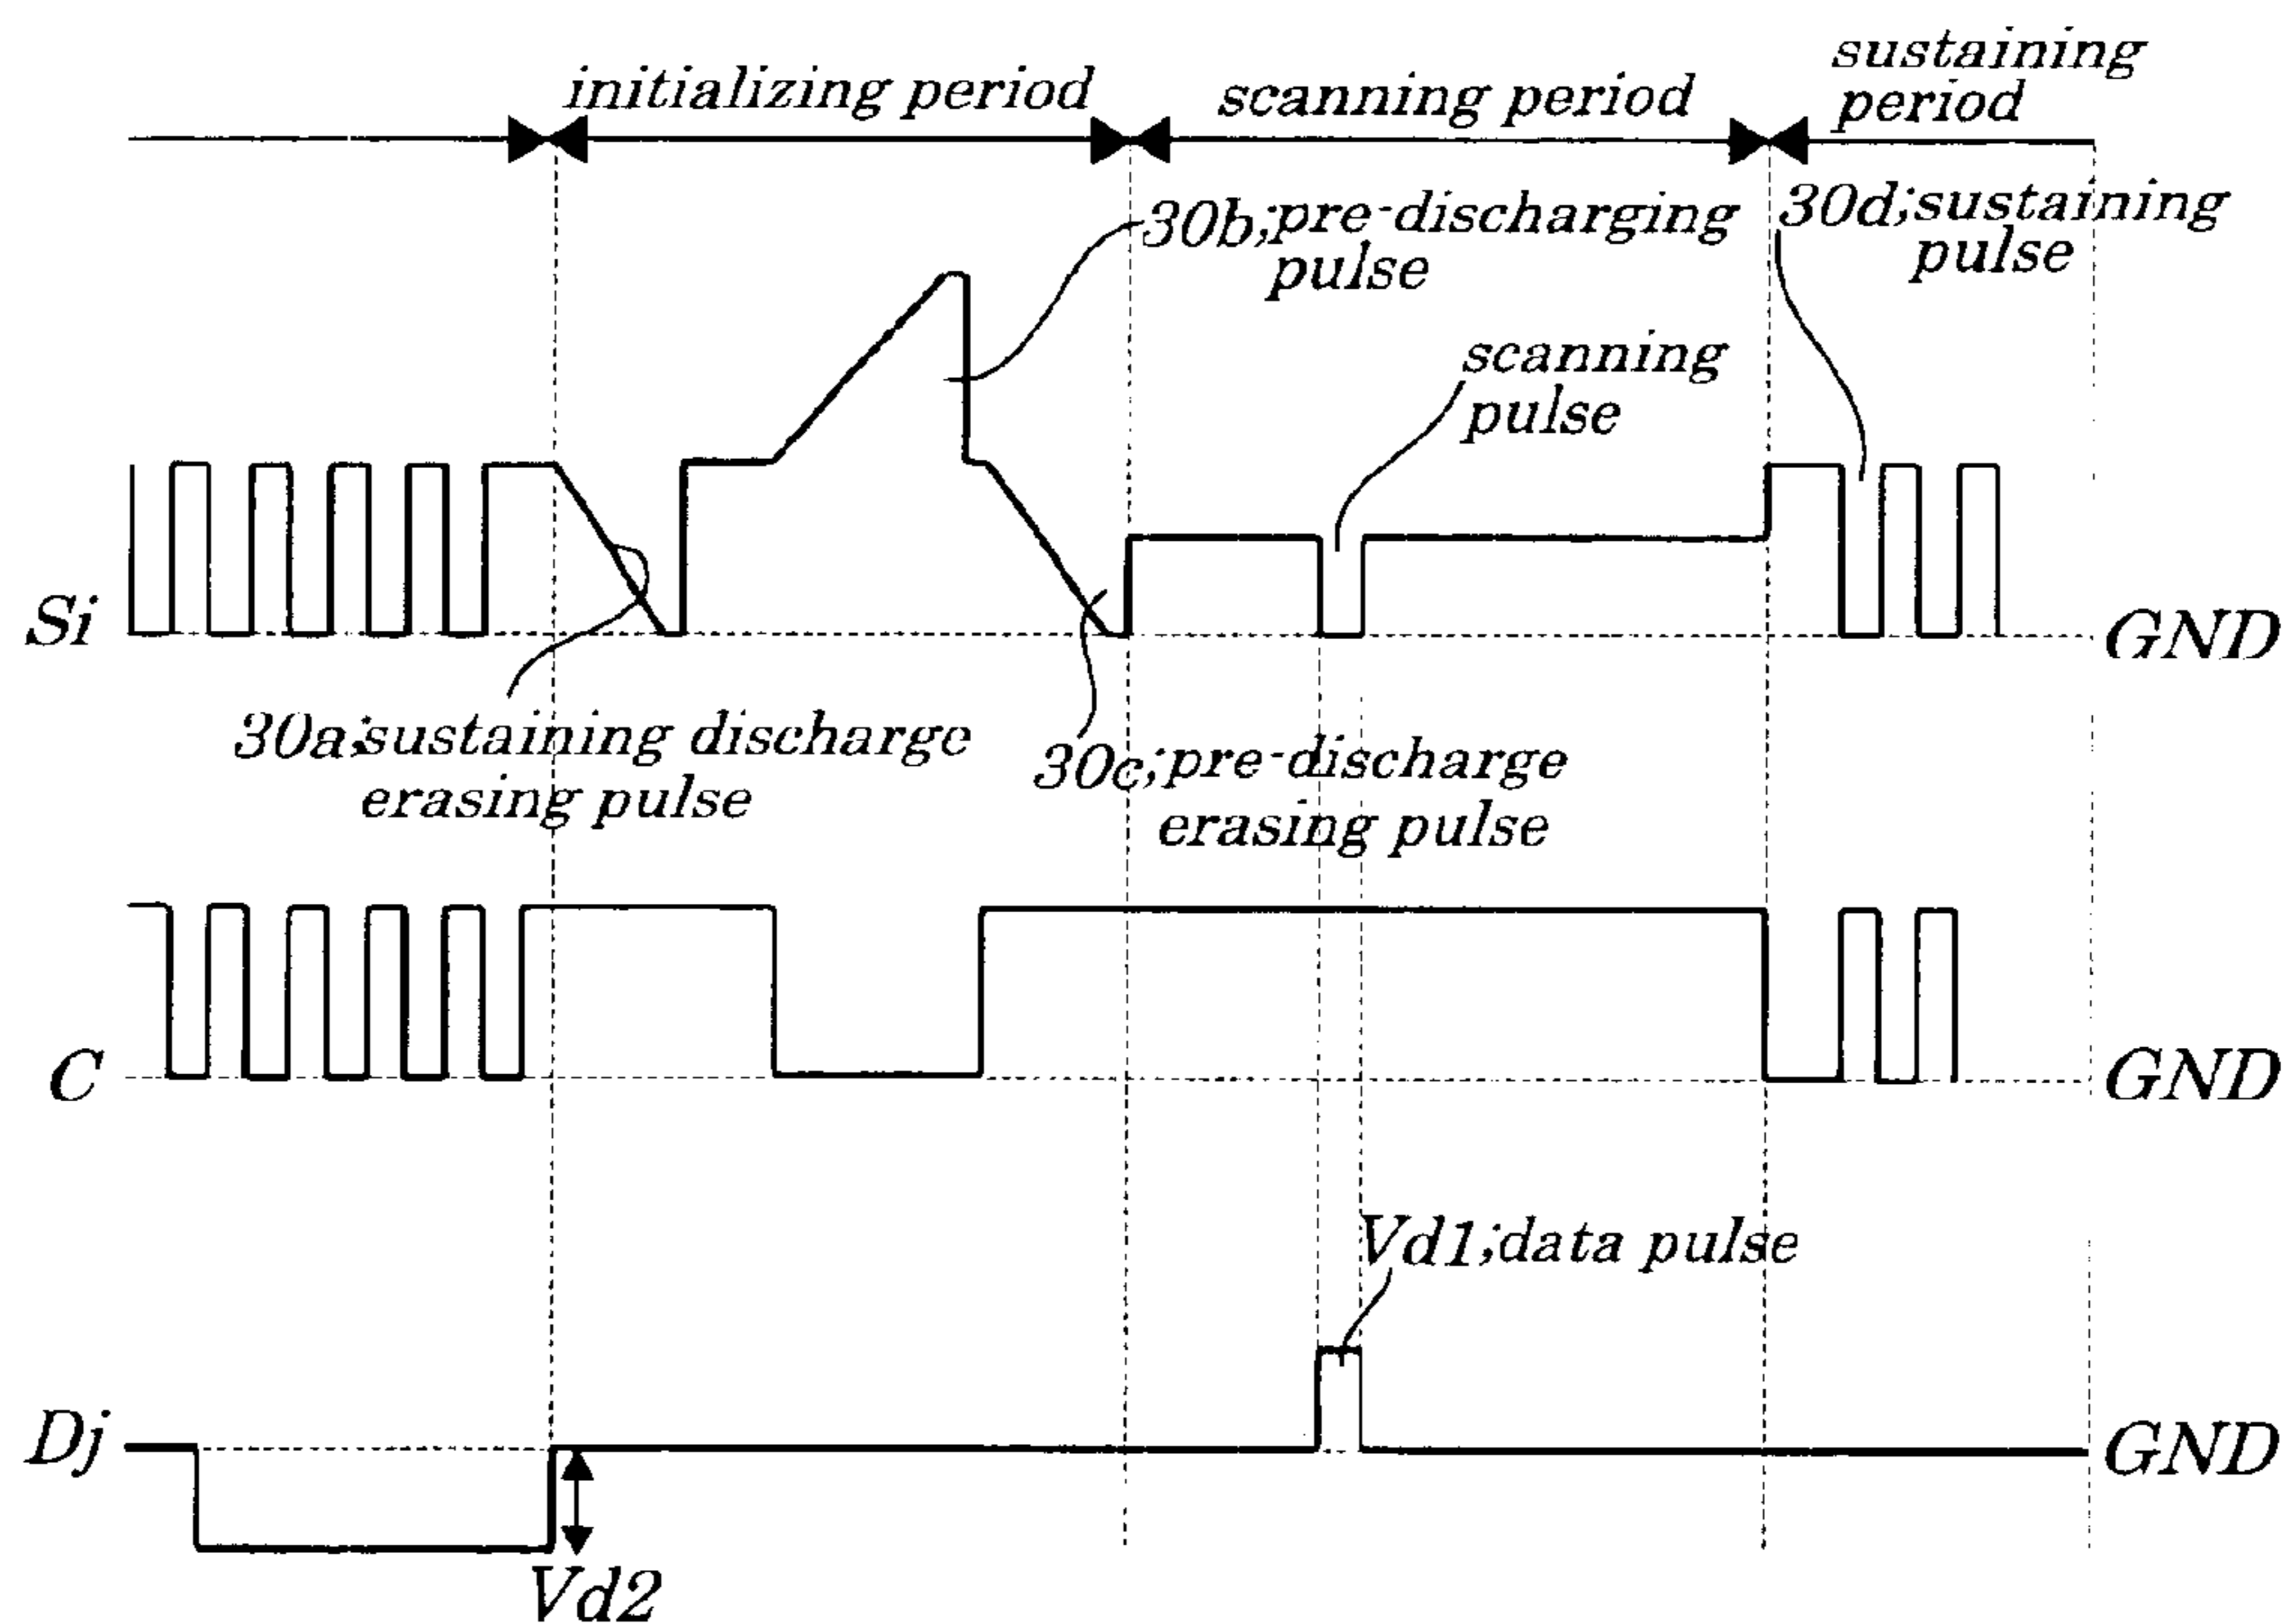 initializing period
scanning period
sustaining
period
30b;pre-discharging
pulse
30d;sustaining
pulse
scanning
pulse
Si
GND
30a;sustaining discharge
erasing pulse
30c;pre-discharge
erasing pulse
C
GND
Vd1;data pulse
Dj
GND
Vd2